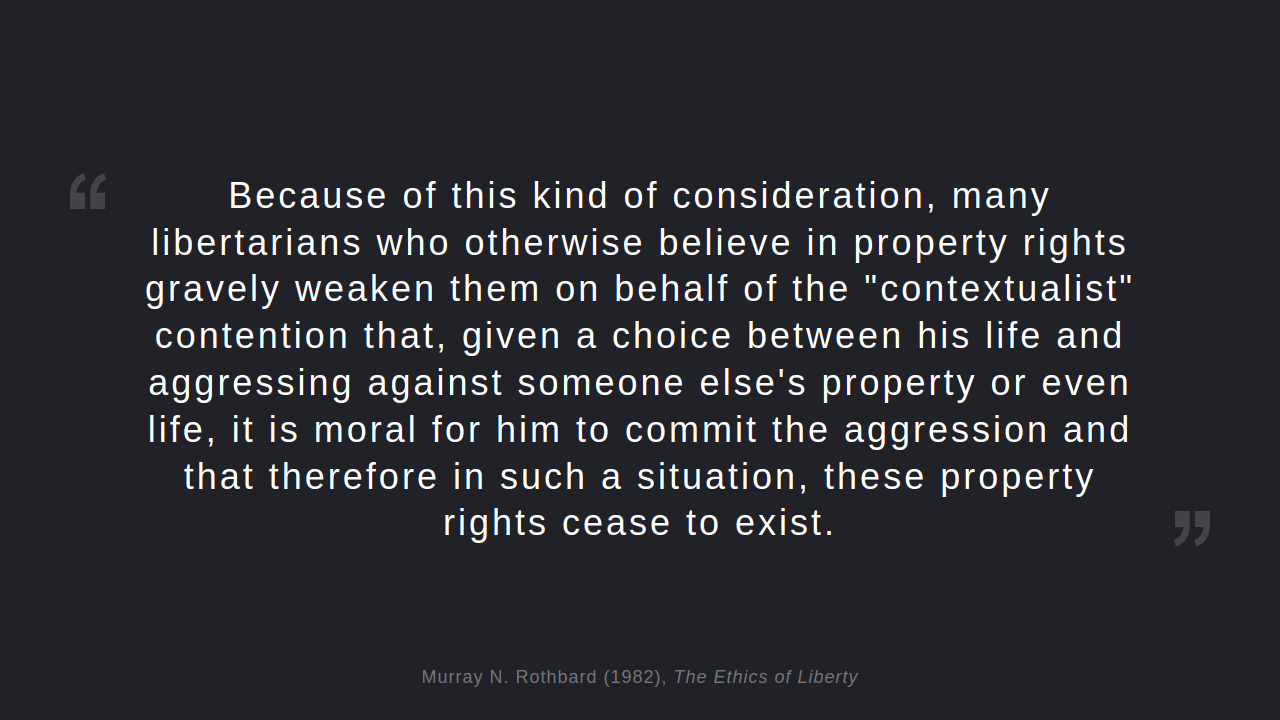 “
Because of this kind of consideration, many
libertarians who otherwise believe in property rights
gravely weaken them on behalf of the "contextualist"
contention that, given a choice between his life and
aggressing against someone else's property or even
life, it is moral for him to commit the aggression and
that therefore in such a situation, these property
rights cease to exist.
”
Murray N. Rothbard (1982), The Ethics of Liberty